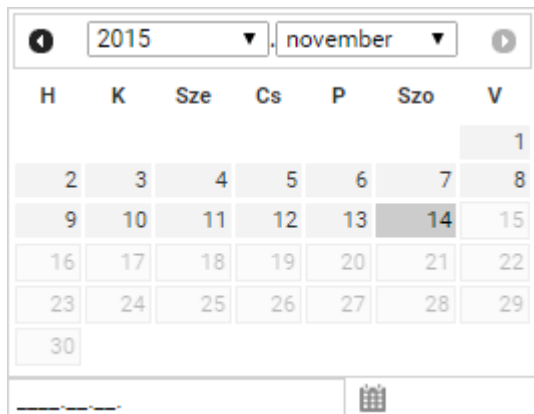 2015 . november
H K Sze Cs P Szo V
1
2 3 4 5 6 7 8
9 10 11 12 13 14 15
16 17 18 19 20 21 22
23 24 25 26 27 28 29
30
____.__.__.